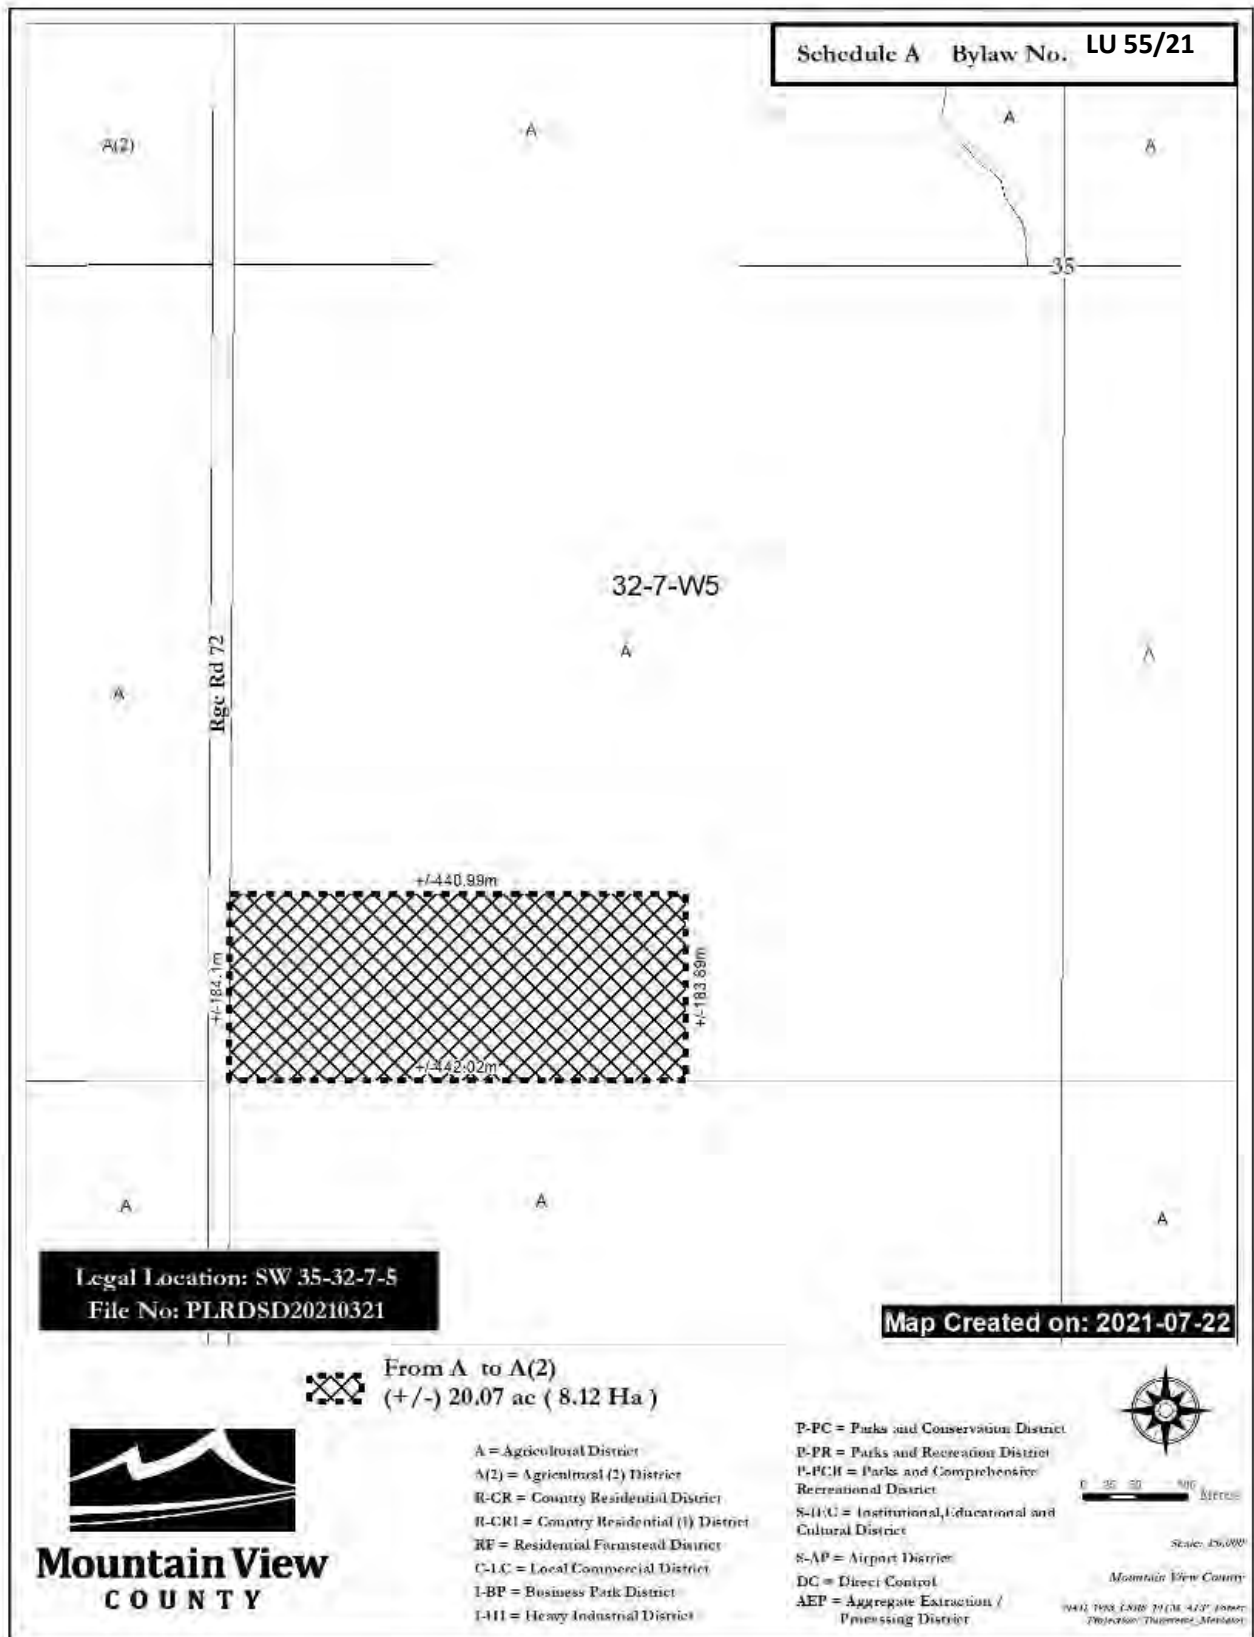 Schedule A Bylaw No. LU 55/21
A(2)
A
A
A
35
32-7-W5
A
A
A
Rge Rd 72
+/-440.99m
+/-184.1m
+/-183.89m
+/-442.02m
A
A
A
Legal Location: SW 35-32-7-5
File No: PLRDSD20210321
Map Created on: 2021-07-22
From A to A(2)
(+/-) 20.07 ac ( 8.12 Ha )
Mountain View
COUNTY
A = Agricultural District
A(2) = Agricultural (2) District
R-CR = Country Residential District
R-CR1 = Country Residential (1) District
RF = Residential Farmstead District
C-LC = Local Commercial District
I-BP = Business Park District
I-HI = Heavy Industrial District
P-PC = Parks and Conservation District
P-PR = Parks and Recreation District
P-PCR = Parks and Comprehensive
Recreational District
S-IEC = Institutional, Educational and
Cultural District
S-AP = Airport District
DC = Direct Control
AEP = Aggregate Extraction /
Processing District
0
Meters
Mountain View County